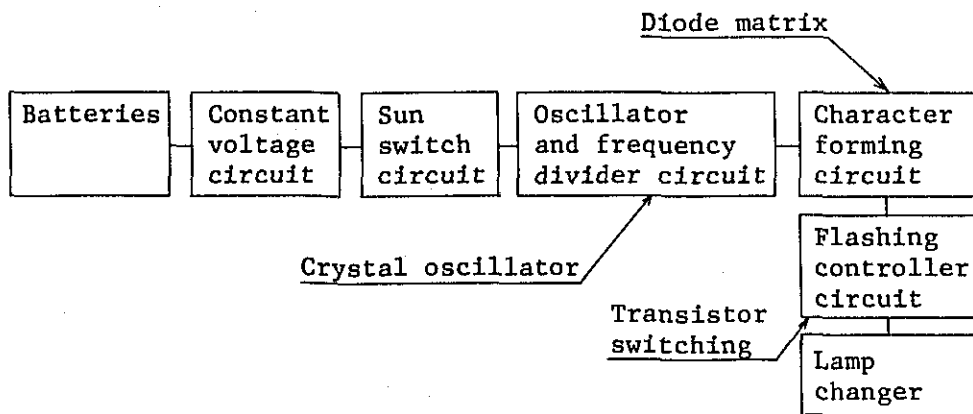 Diode matrix
Batteries
Constant
voltage
circuit
Sun
switch
circuit
Oscillator
and frequency
divider circuit
Character
forming
circuit
Crystal oscillator
Flashing
controller
circuit
Transistor
switching
Lamp
changer